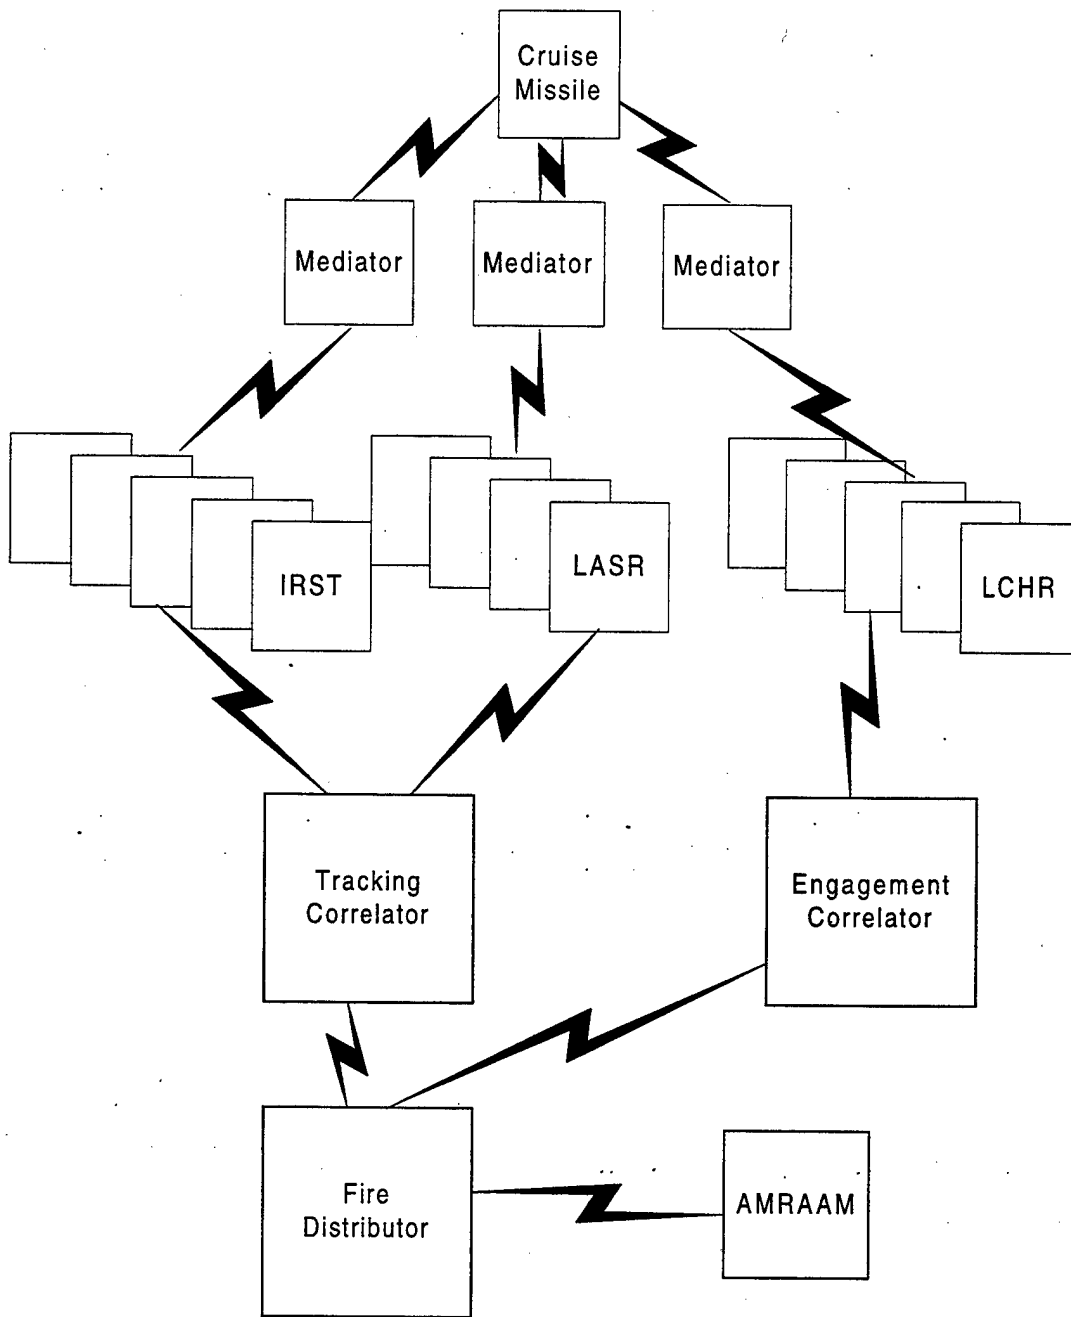 Cruise
Missile
Mediator
Mediator
Mediator
IRST
LASR
LCHR
Tracking
Correlator
Engagement
Correlator
Fire
Distributor
AMRAAM